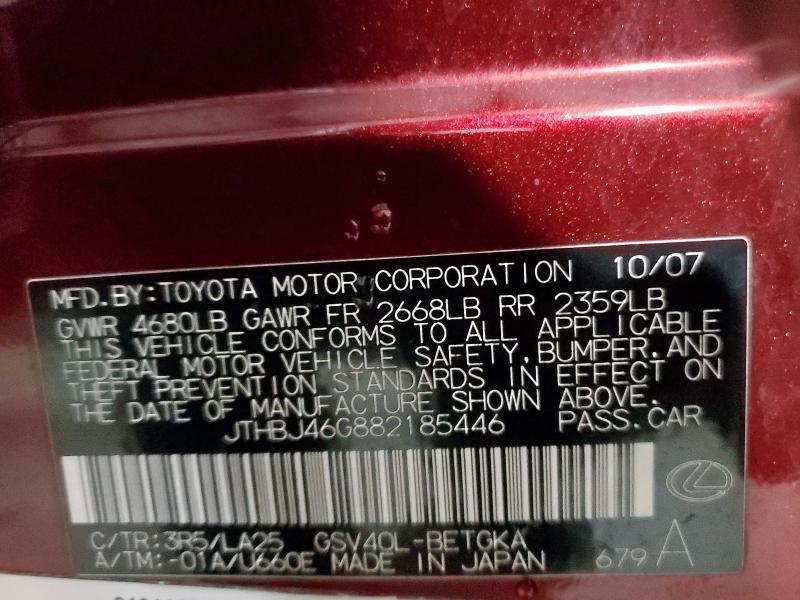 MFD.BY:TOYOTA MOTOR CORPORATION 10/07
GVWR 4680LB GAWR FR 2668LB RR 2359LB
THIS VEHICLE CONFORMS TO ALL APPLICABLE
FEDERAL MOTOR VEHICLE SAFETY,BUMPER,AND
THEFT PREVENTION STANDARDS IN EFFECT ON
THE DATE OF MANUFACTURE SHOWN ABOVE.
JTHBJ46G882185446 PASS.CAR
C/TR:3R5/LA25 GSV40L-BETGKA
A/TM:-01A/U660E MADE IN JAPAN 679 A